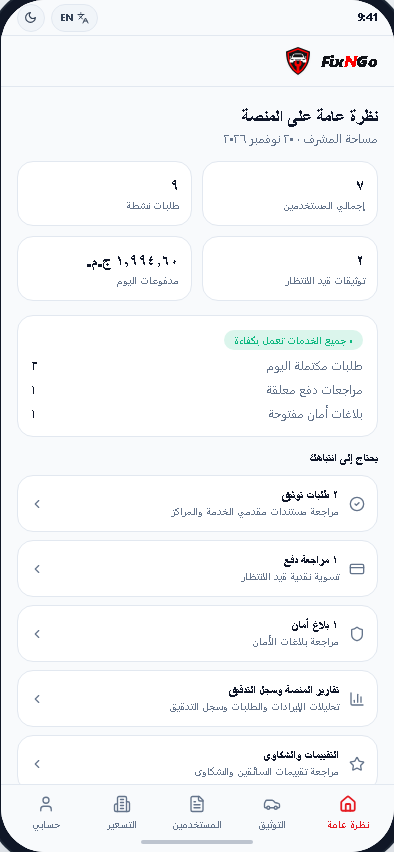 9:41
EN
FixNGo
نظرة عامة على المنصة
مساحة المشرف · ٢٠ نوفمبر ٢٠٢٦
٧
إجمالي المستخدمين
٩
طلبات نشطة
٢
توثيقات قيد الانتظار
١,٩٩٤,٦٠ ج.م.
مدفوعات اليوم
• جميع الخدمات تعمل بكفاءة
طلبات مكتملة اليوم ٣
مراجعات دفع معلقة ١
بلاغات أمان مفتوحة ١
يحتاج إلى انتباهك
٢ طلبات توثيق
مراجعة مستندات مقدمي الخدمة والمراكز
١ مراجعة دفع
تسوية نقدية قيد الانتظار
١ بلاغ أمان
مراجعة بلاغات الأمان
تقارير المنصة وسجل التدقيق
تحليلات الإيرادات والطلبات وسجل التدقيق
التقييمات والشكاوى
مراجعة تقييمات السائقين والشكاوى
نظرة عامة
التوثيق
المستخدمين
التسعير
حسابي